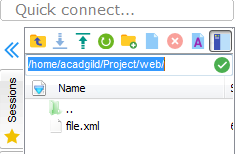 Quick connect...
/home/acadgild/Project/web/
Name
..
file.xml
Sessions